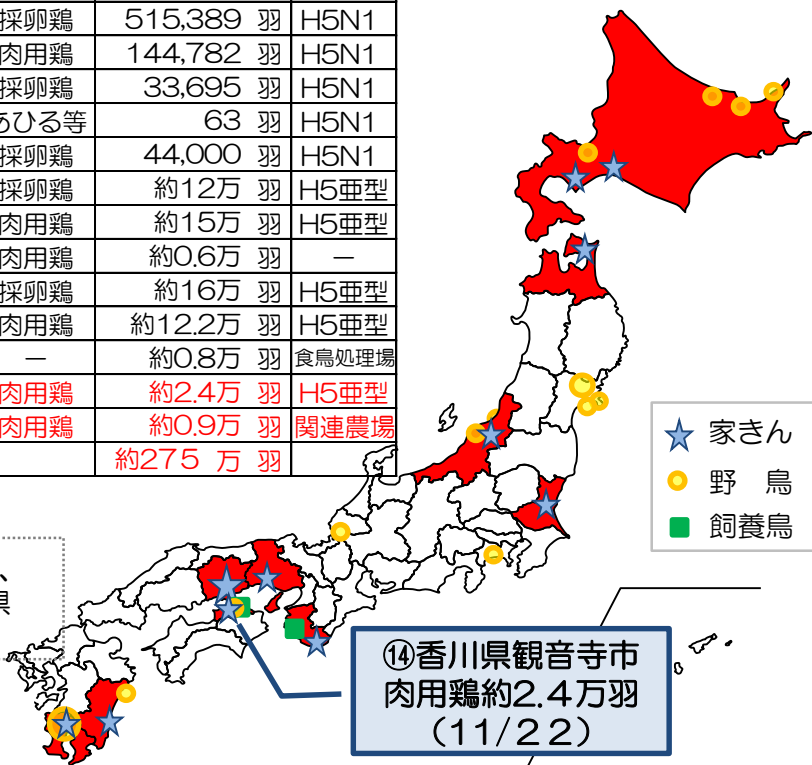 採卵鶏 515,389 羽 H5N1
肉用鶏 144,782 羽 H5N1
採卵鶏 33,695 羽 H5N1
あひる等 63 羽 H5N1
採卵鶏 44,000 羽 H5N1
採卵鶏 約12万 羽 H5亜型
肉用鶏 約15万 羽 H5亜型
肉用鶏 約0.6万 羽 －
採卵鶏 約16万 羽 H5亜型
肉用鶏 約12.2万 羽 H5亜型
－ 約0.8万 羽 食鳥処理場
肉用鶏 約2.4万 羽 H5亜型
肉用鶏 約0.9万 羽 関連農場
約275 万 羽
家きん
野 鳥
飼養鳥
、
県
⑭香川県観音寺市
肉用鶏約2.4万羽
（11/22）